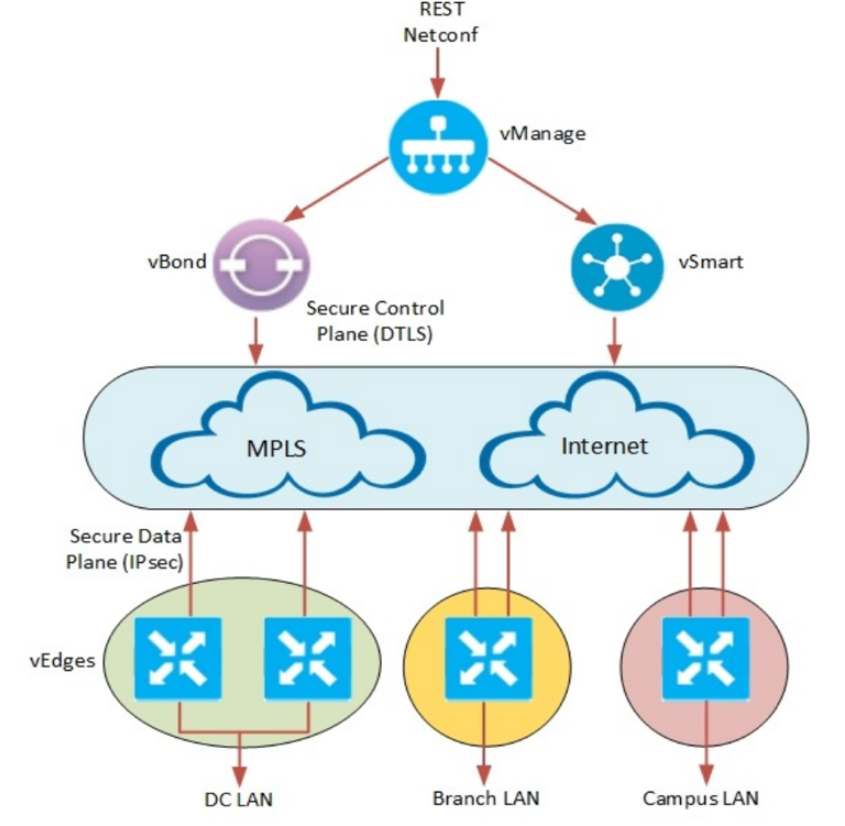 REST
Netconf
vManage
vBond
vSmart
Secure Control
Plane (DTLS)
MPLS
Internet
Secure Data
Plane (IPsec)
vEdges
DC LAN
Branch LAN
Campus LAN